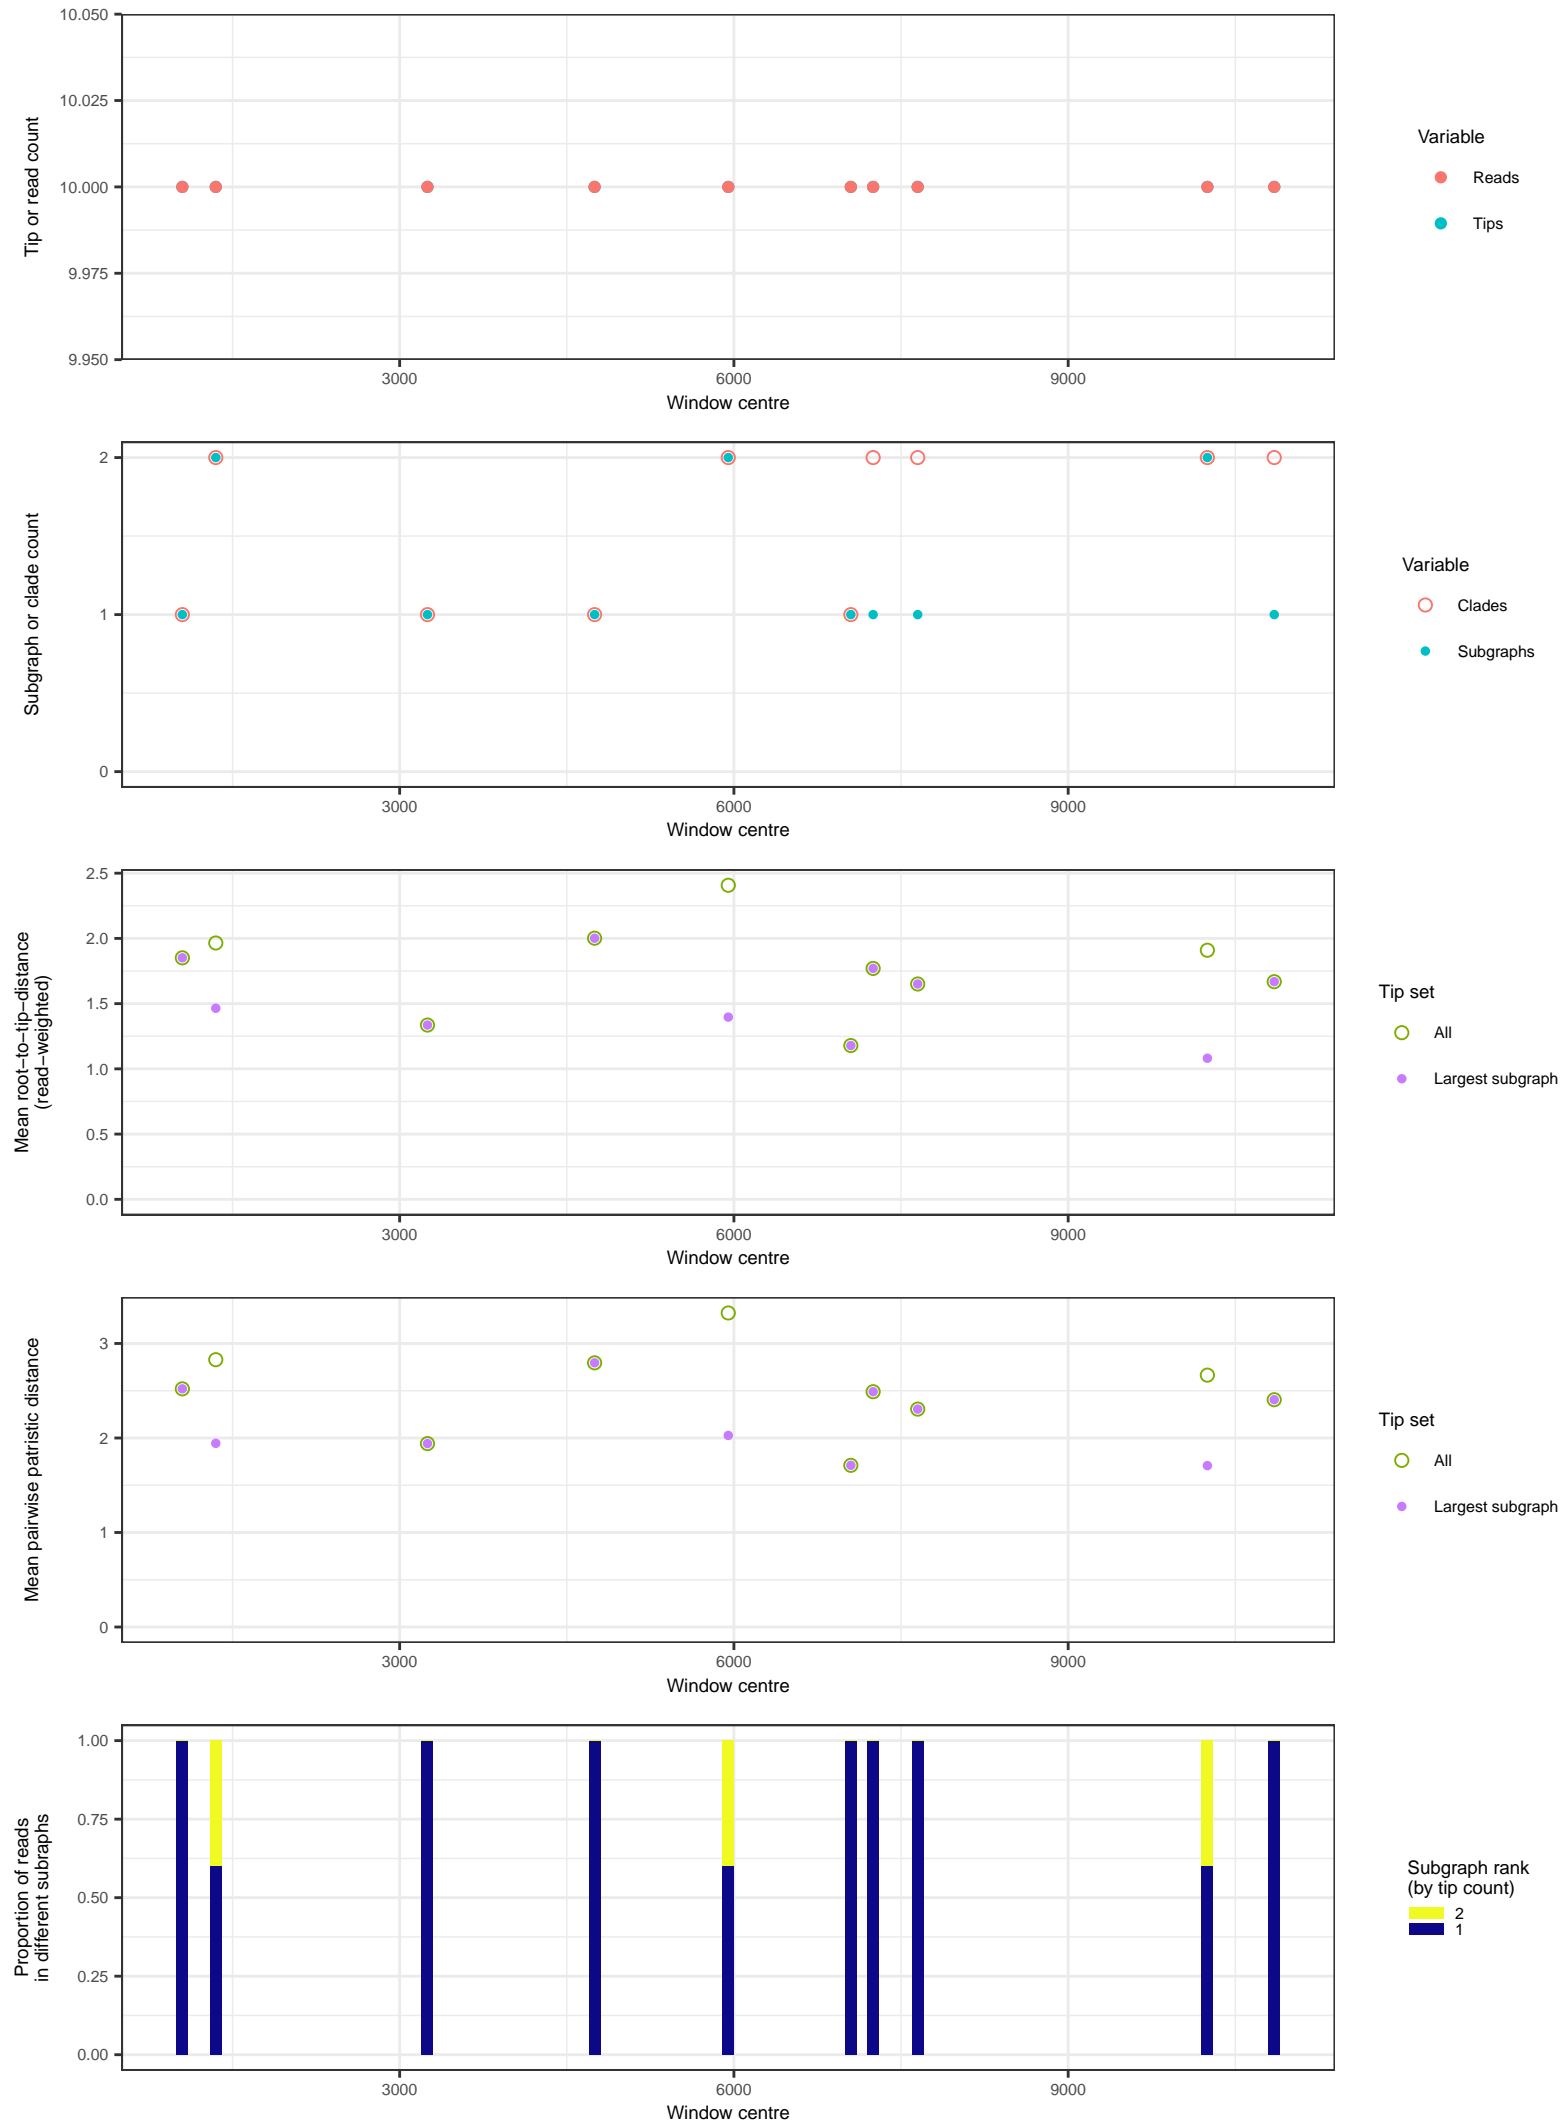 10.050
10.025
10.000
9.975
9.950
Tip or read count
3000 6000 9000
Window centre
Variable
Reads
Tips
2
1
0
Subgraph or clade count
3000 6000 9000
Window centre
Variable
Clades
Subgraphs
2.5
2.0
1.5
1.0
0.5
0.0
Mean root−to−tip−distance
(read−weighted)
3000 6000 9000
Window centre
Tip set
All
Largest subgraph
3
2
1
0
Mean pairwise patristic distance
3000 6000 9000
Window centre
Tip set
All
Largest subgraph
1.00
0.75
0.50
0.25
0.00
Proportion of reads
in different subraphs
3000 6000 9000
Window centre
Subgraph rank
(by tip count)
2
1